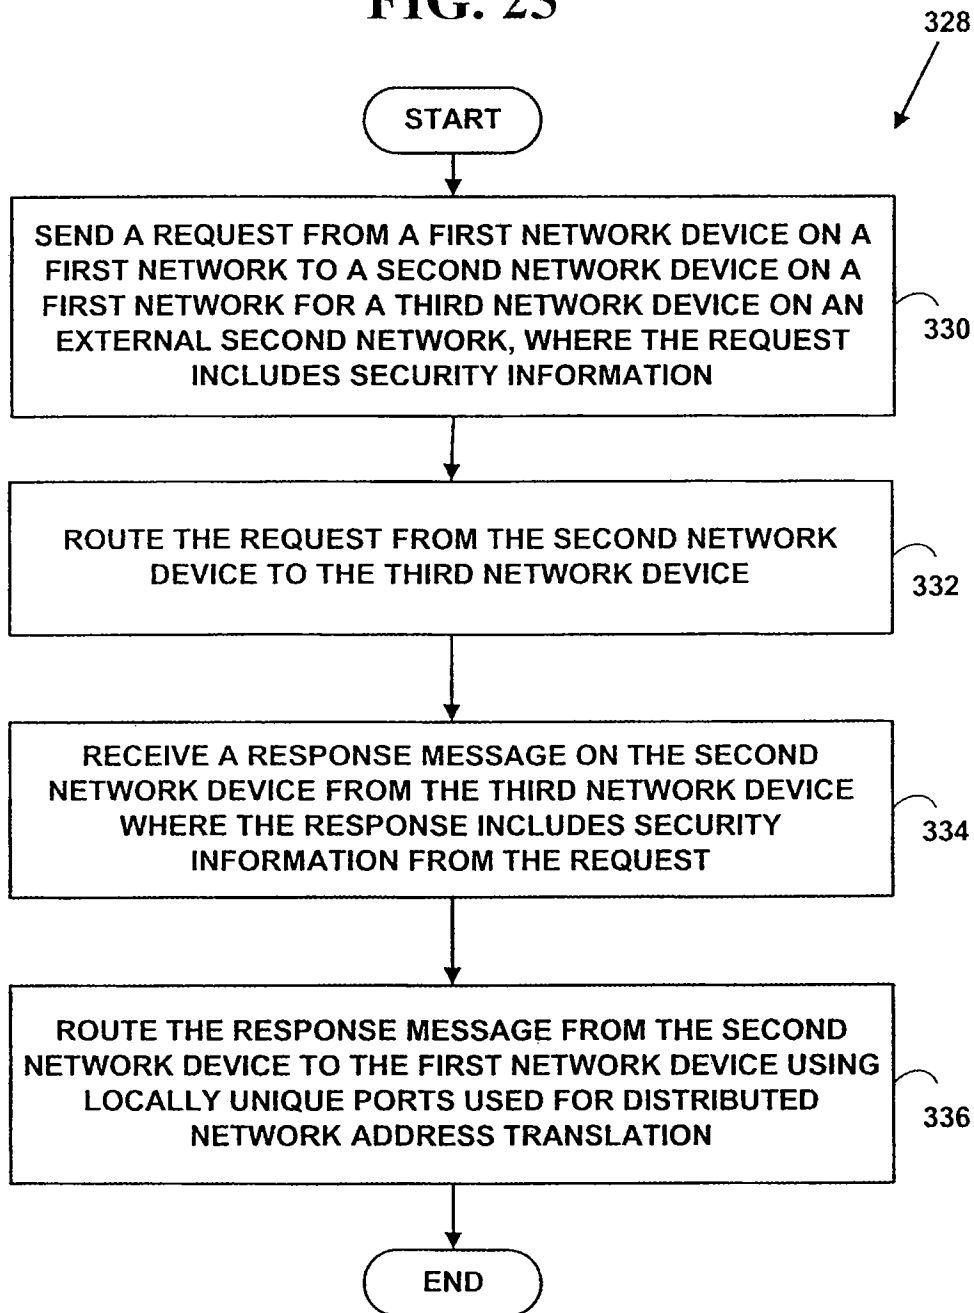 FIG. 23
328
START
SEND A REQUEST FROM A FIRST NETWORK DEVICE ON A
FIRST NETWORK TO A SECOND NETWORK DEVICE ON A
FIRST NETWORK FOR A THIRD NETWORK DEVICE ON AN
EXTERNAL SECOND NETWORK, WHERE THE REQUEST
INCLUDES SECURITY INFORMATION
330
ROUTE THE REQUEST FROM THE SECOND NETWORK
DEVICE TO THE THIRD NETWORK DEVICE
332
RECEIVE A RESPONSE MESSAGE ON THE SECOND
NETWORK DEVICE FROM THE THIRD NETWORK DEVICE
WHERE THE RESPONSE INCLUDES SECURITY
INFORMATION FROM THE REQUEST
334
ROUTE THE RESPONSE MESSAGE FROM THE SECOND
NETWORK DEVICE TO THE FIRST NETWORK DEVICE USING
LOCALLY UNIQUE PORTS USED FOR DISTRIBUTED
NETWORK ADDRESS TRANSLATION
336
END